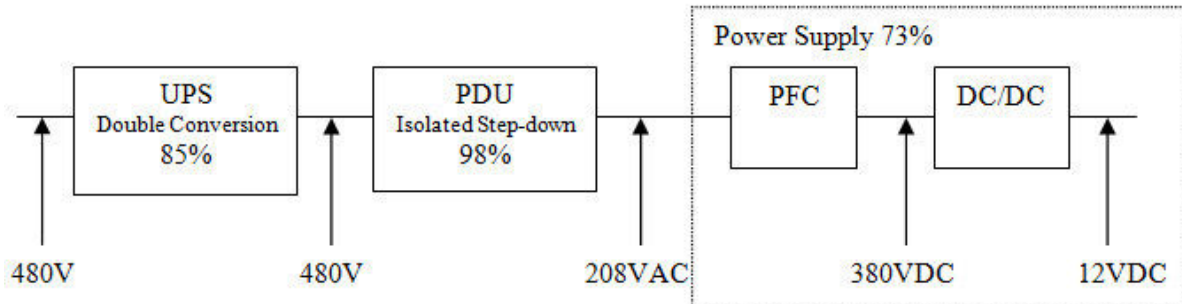 Power Supply 73%
UPS
Double Conversion
85%
PDU
Isolated Step-down
98%
PFC
DC/DC
480V
480V
208VAC
380VDC
12VDC